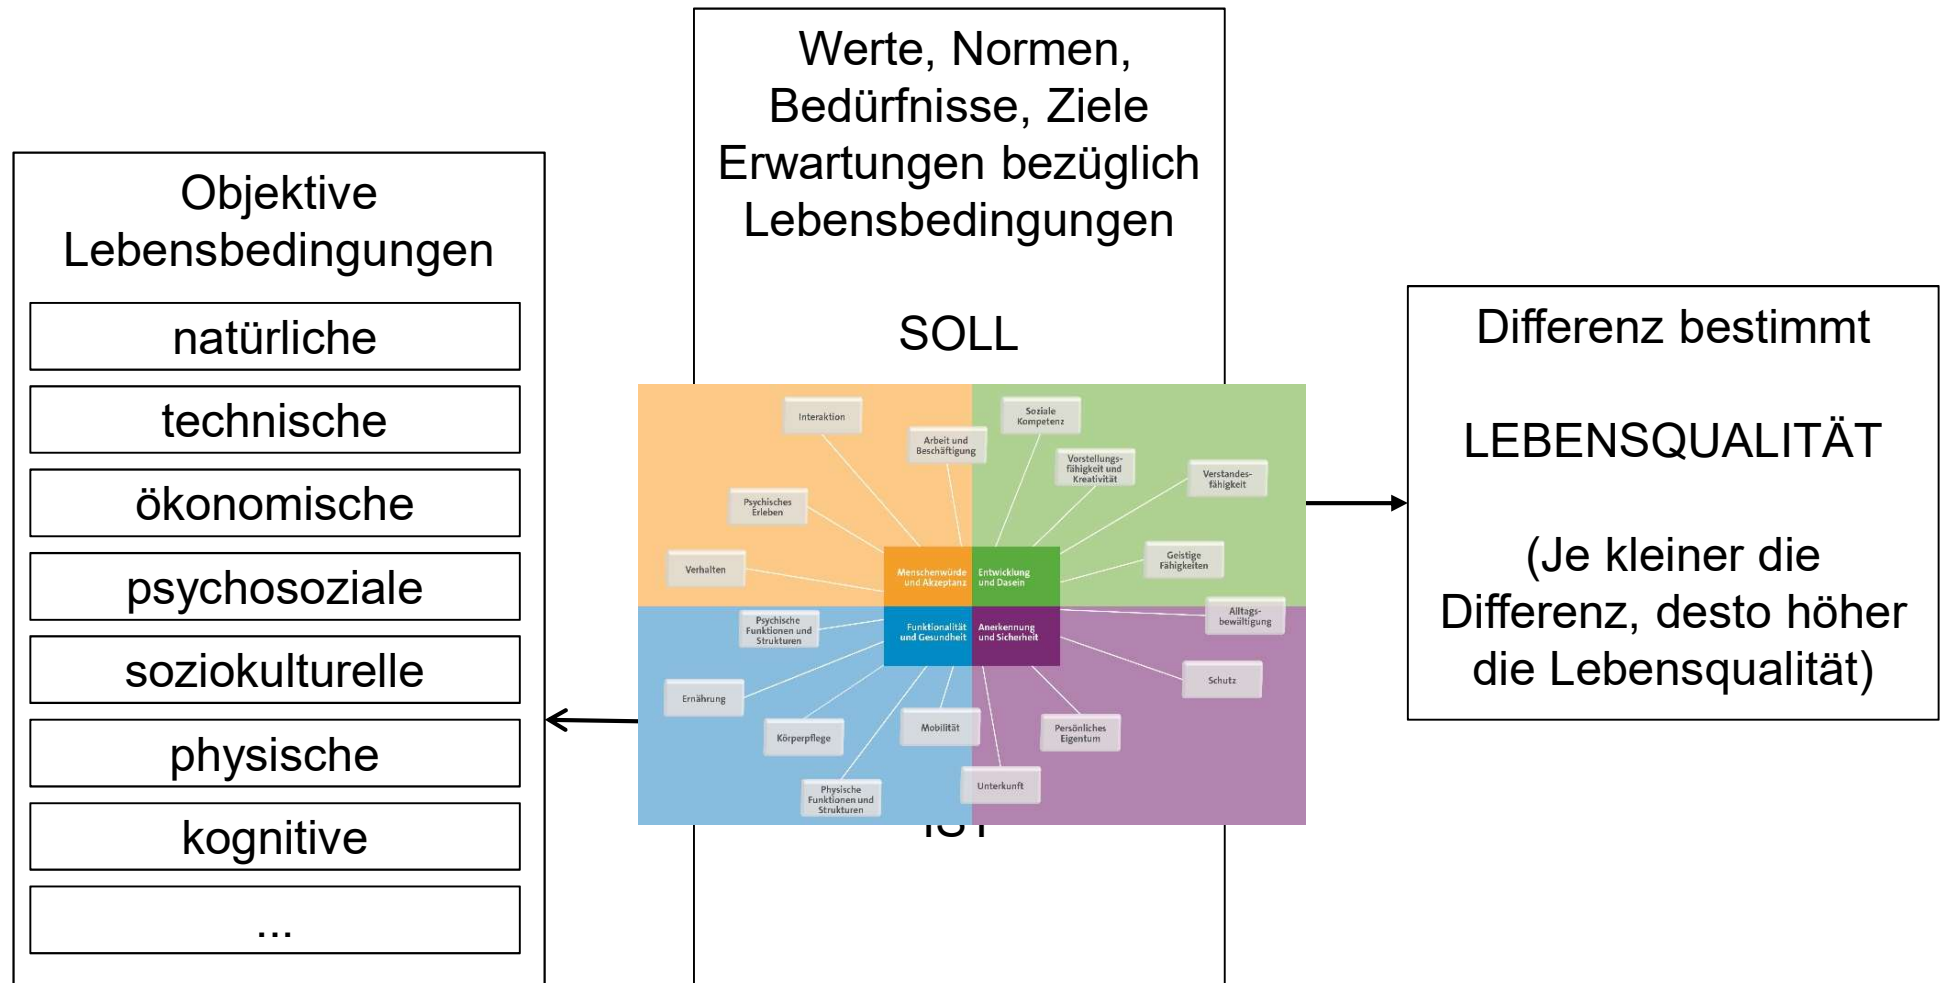 Objektive
Lebensbedingungen
natürliche
technische
ökonomische
psychosoziale
soziokulturelle
physische
kognitive
...
Werte, Normen,
Bedürfnisse, Ziele
Erwartungen bezüglich
Lebensbedingungen
SOLL
Interaktion
Arbeit und
Beschäftigung
Psychisches
Erleben
Verhalten
Menschenwürde
und Akzeptanz
Soziale
Kompetenz
Vorstellungs-
fähigkeit und
Kreativität
Verstandes-
fähigkeit
Geistige
Fähigkeiten
Entwicklung
und Dasein
Psychische
Funktionen und
Strukturen
Ernährung
Körperpflege
Physische
Funktionen und
Strukturen
Mobilität
Funktionalität
und Gesundheit
Anerkennung
und Sicherheit
Alltags-
bewältigung
Schutz
Persönliches
Eigentum
Unterkunft
IST
Differenz bestimmt
LEBENSQUALITÄT
(Je kleiner die
Differenz, desto höher
die Lebensqualität)